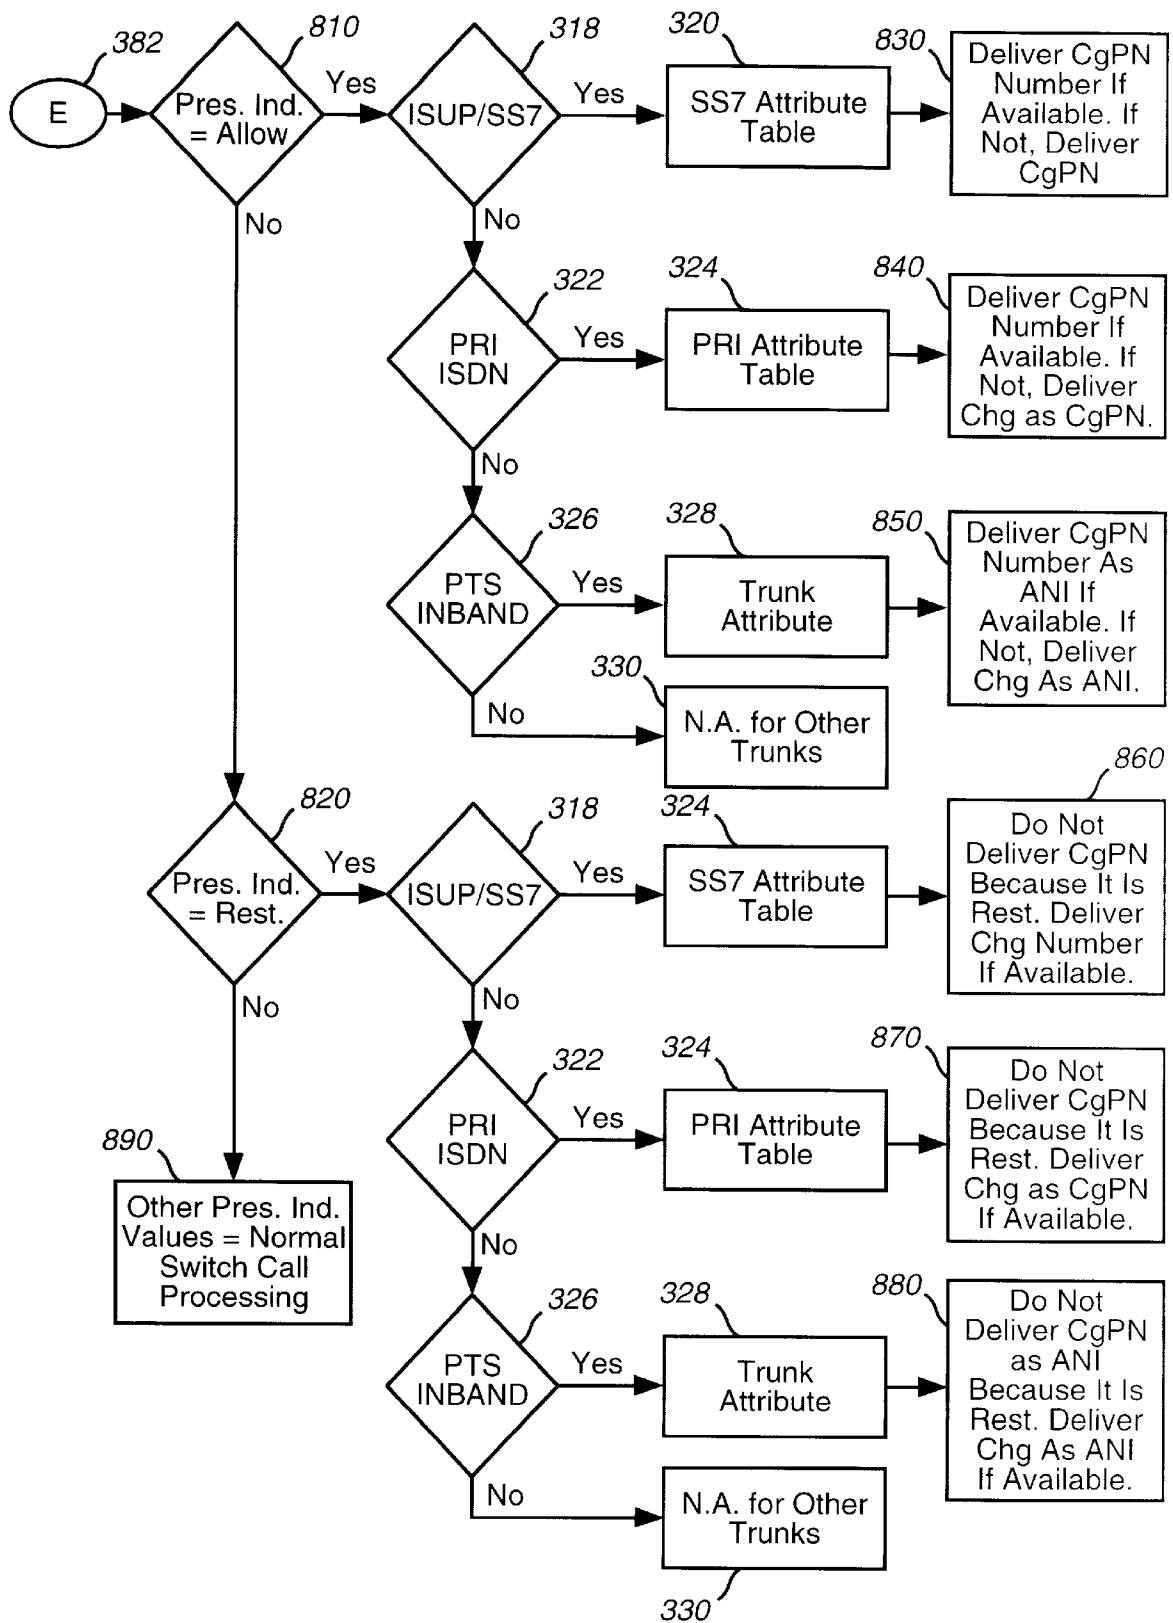 382
810
318
320
830
E
Pres. Ind.
= Allow
Yes
ISUP/SS7
Yes
SS7 Attribute
Table
Deliver CgPN
Number If
Available. If
Not, Deliver
CgPN
No
No
322
324
840
PRI
ISDN
Yes
PRI Attribute
Table
Deliver CgPN
Number If
Available. If
Not, Deliver
Chg as CgPN.
No
326
328
850
PTS
INBAND
Yes
Trunk
Attribute
Deliver CgPN
Number As
ANI If
Available. If
Not, Deliver
Chg As ANI.
No
330
N.A. for Other
Trunks
820
318
324
860
Pres. Ind.
= Rest.
Yes
ISUP/SS7
Yes
SS7 Attribute
Table
Do Not
Deliver CgPN
Because It Is
Rest. Deliver
Chg Number
If Available.
No
No
322
324
870
PRI
ISDN
Yes
PRI Attribute
Table
Do Not
Deliver CgPN
Because It Is
Rest. Deliver
Chg as CgPN
If Available.
890
Other Pres. Ind.
Values = Normal
Switch Call
Processing
No
326
328
880
PTS
INBAND
Yes
Trunk
Attribute
Do Not
Deliver CgPN
as ANI
Because It Is
Rest. Deliver
Chg As ANI
If Available.
No
N.A. for Other
Trunks
330